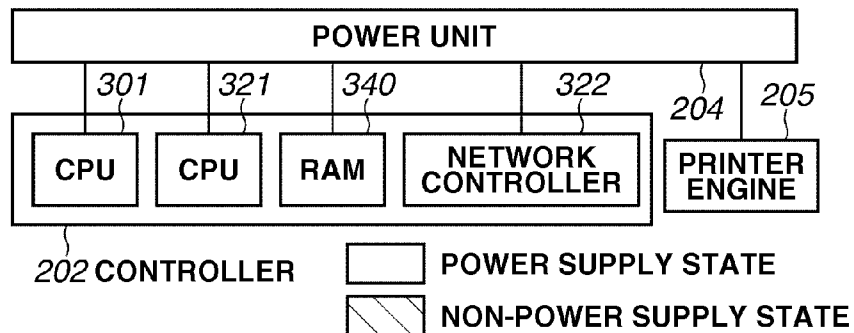 POWER UNIT
301
321
340
322
204
205
CPU
CPU
RAM
NETWORK
CONTROLLER
PRINTER
ENGINE
202 CONTROLLER
POWER SUPPLY STATE
NON-POWER SUPPLY STATE